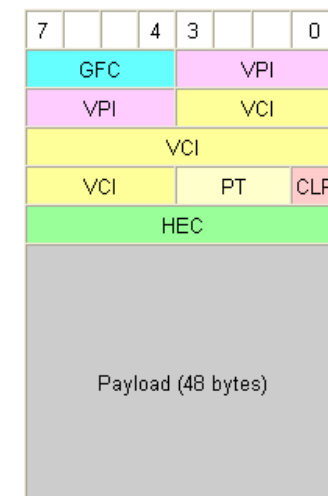 7 4 3 0
GFC VPI
VPI VCI
VCI
VCI PT CLP
HEC
Payload (48 bytes)